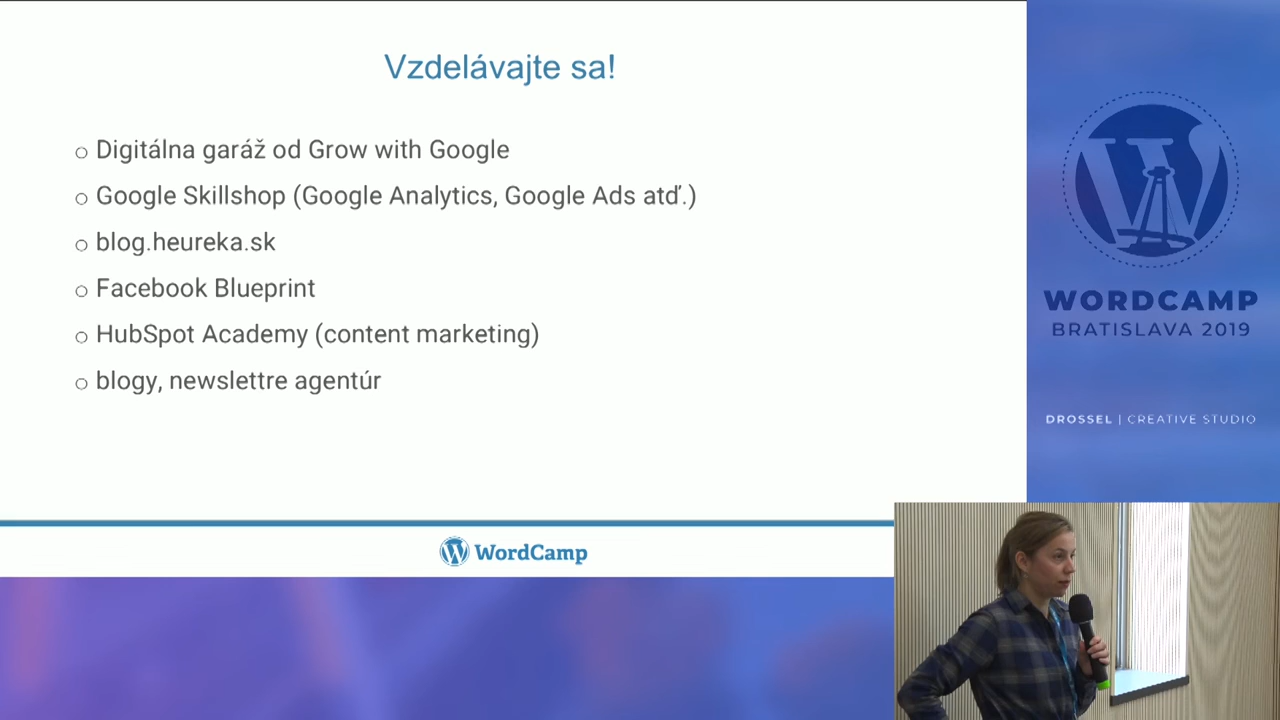 Vzdelávajte sa!
Digitálna garáž od Grow with Google
Google Skillshop (Google Analytics, Google Ads atď.)
blog.heureka.sk
Facebook Blueprint
HubSpot Academy (content marketing)
blogy, newslettre agentúr
WordCamp
WORDCAMP
BRATISLAVA 2019
DROSSEL | CREATIVE STUDIO